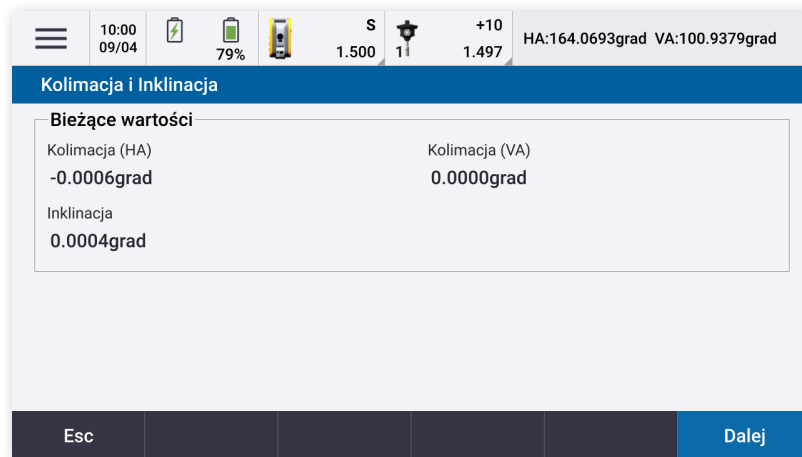 10:00
09/04
79%
S
1.500
1
+10
1.497
HA:164.0693grad VA:100.9379grad
Kolimacja i Inklinacja
Bieżące wartości
Kolimacja (HA)
Kolimacja (VA)
-0.0006grad
0.0000grad
Inklinacja
0.0004grad
Esc
Dalej